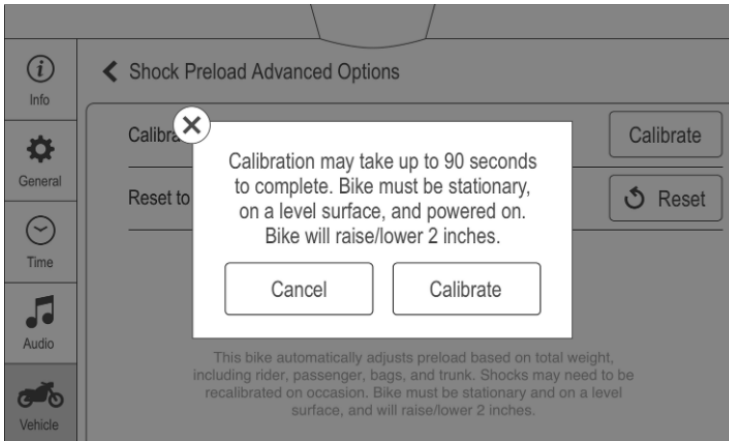 Shock Preload Advanced Options
Info
Calibra
Calibrate
Calibration may take up to 90 seconds
to complete. Bike must be stationary,
on a level surface, and powered on.
Bike will raise/lower 2 inches.
General
Reset to
Reset
Cancel
Calibrate
Time
Audio
This bike automatically adjusts preload based on total weight,
including rider, passenger, bags, and trunk. Shocks may need to be
recalibrated on occasion. Bike must be stationary and on a level
surface, and will raise/lower 2 inches.
Vehicle